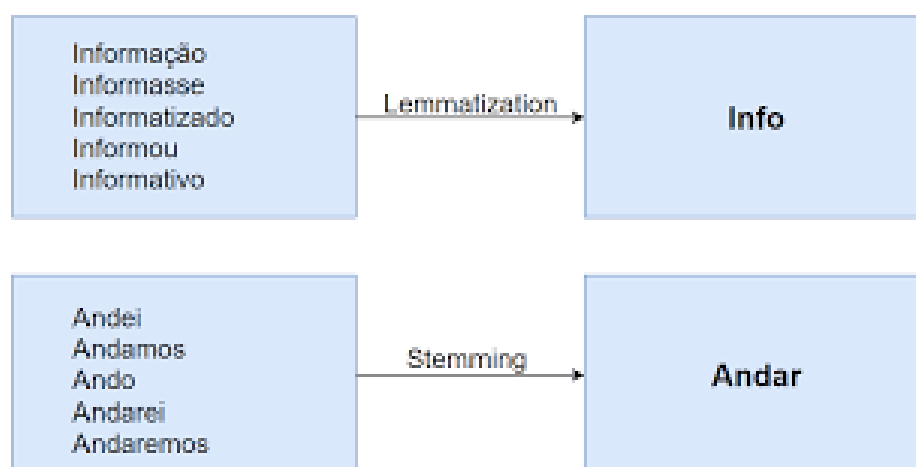 Informação
Informasse
Informatizado
Informou
Informativo
Lemmatization
Info
Andei
Andamos
Ando
Andarei
Andaremos
Stemming
Andar